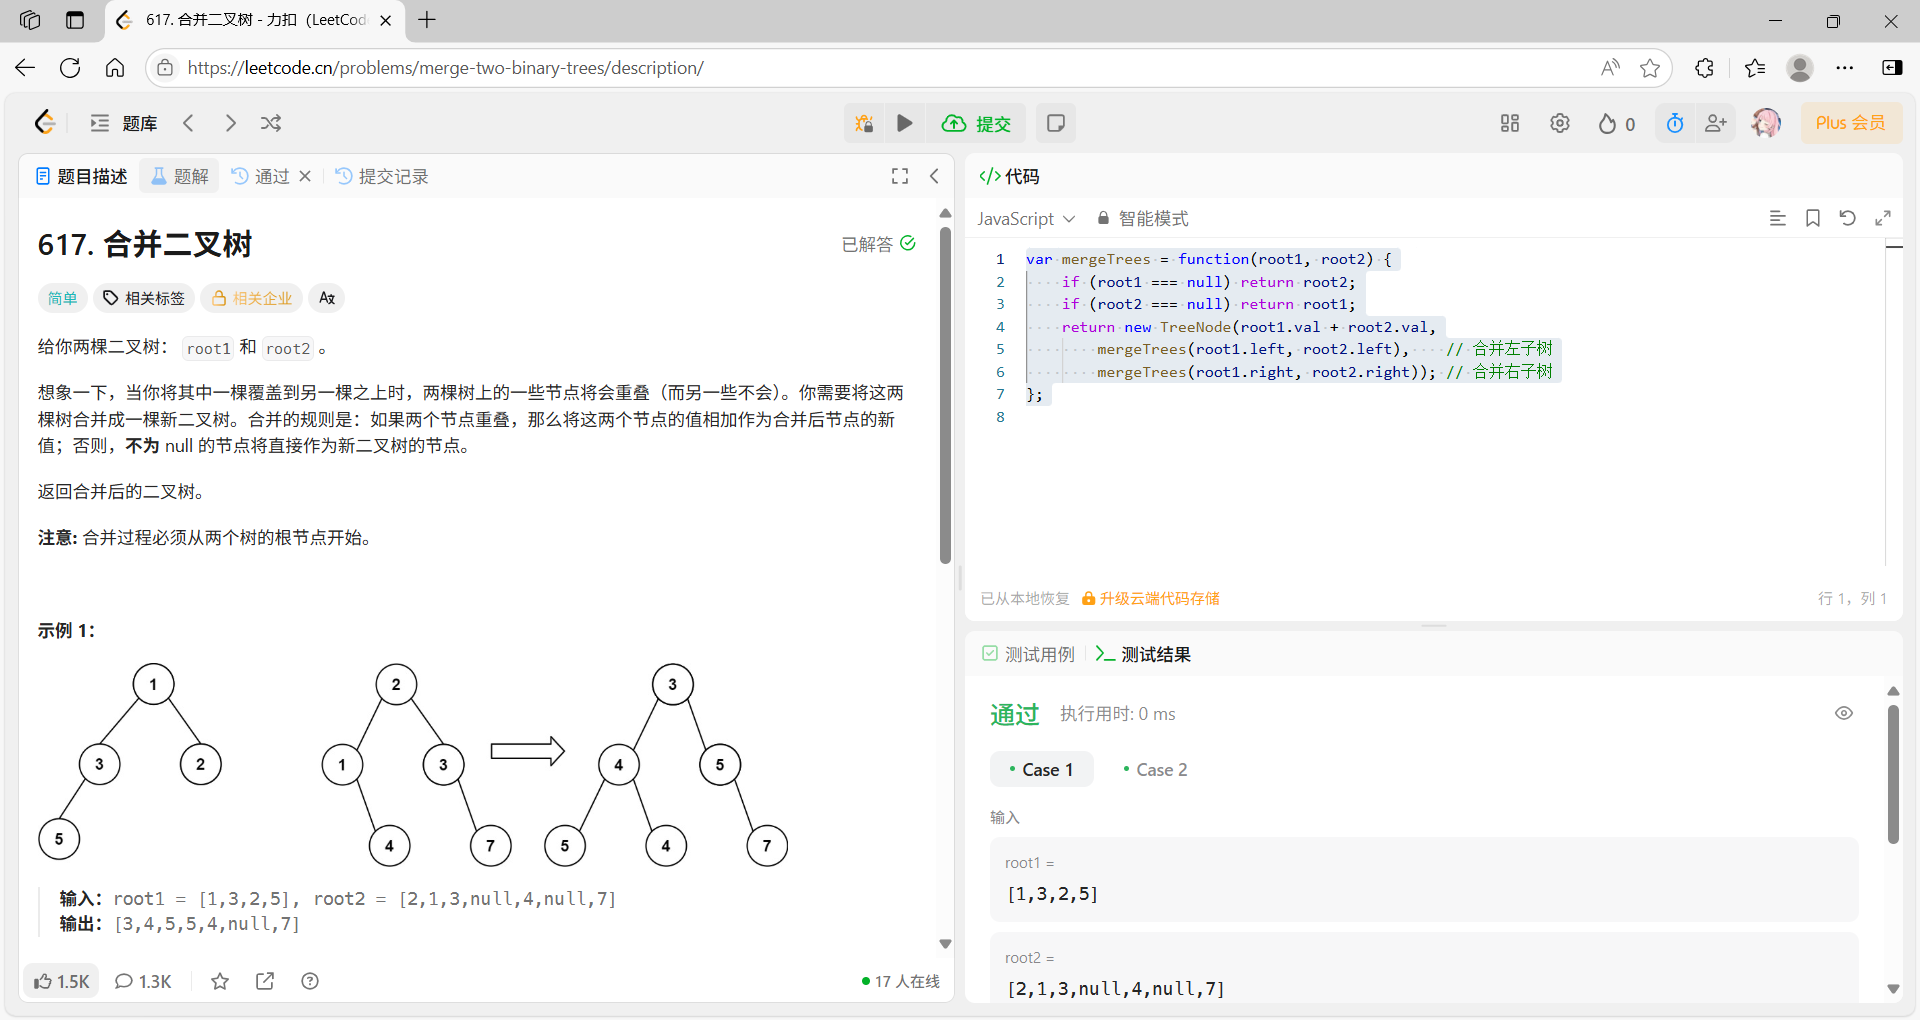 617. 合并二叉树 - 力扣（LeetCod
https://leetcode.cn/problems/merge-two-binary-trees/description/
题库
提交
0
Plus 会员
题目描述
题解
通过
提交记录
617. 合并二叉树
已解答
简单
相关标签
相关企业
给你两棵二叉树： root1 和 root2 。
想象一下，当你将其中一棵覆盖到另一棵之上时，两棵树上的一些节点将会重叠（而另一些不会）。你需要将这两
棵树合并成一棵新二叉树。合并的规则是：如果两个节点重叠，那么将这两个节点的值相加作为合并后节点的新
值；否则，不为 null 的节点将直接作为新二叉树的节点。
返回合并后的二叉树。
注意: 合并过程必须从两个树的根节点开始。
示例 1：
1
2
3
3
2
1
3
4
5
5
4
7
5
4
7
输入：root1 = [1,3,2,5], root2 = [2,1,3,null,4,null,7]
输出：[3,4,5,5,4,null,7]
1.5K
1.3K
17 人在线
</> 代码
JavaScript
智能模式
1 var mergeTrees = function(root1, root2) {
2 if (root1 === null) return root2;
3 if (root2 === null) return root1;
4 return new TreeNode(root1.val + root2.val,
5 mergeTrees(root1.left, root2.left), // 合并左子树
6 mergeTrees(root1.right, root2.right)); // 合并右子树
7 };
8
已从本地恢复
升级云端代码存储
行 1，列 1
测试用例
测试结果
通过
执行用时: 0 ms
Case 1
Case 2
输入
root1 =
[1,3,2,5]
root2 =
[2,1,3,null,4,null,7]